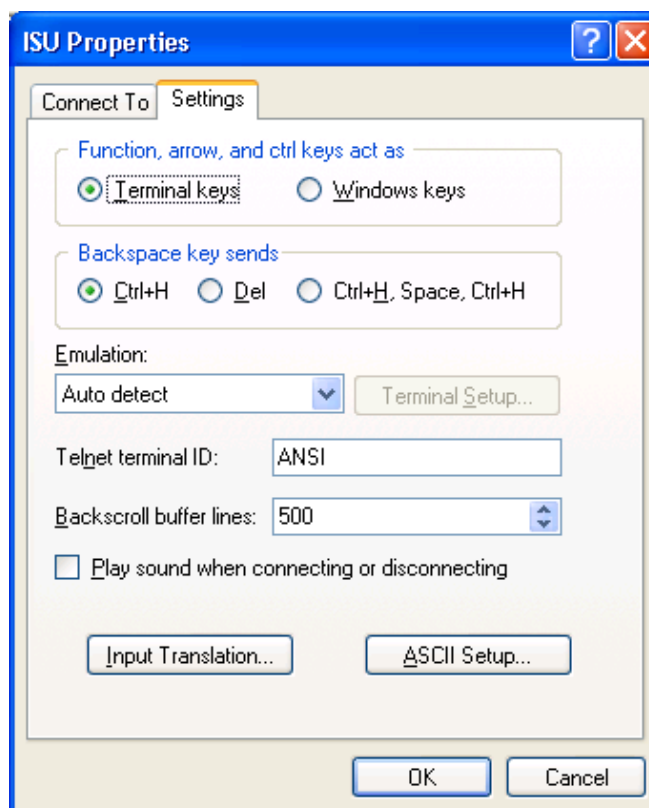 ISU Properties
Connect To Settings
Function, arrow, and ctrl keys act as
Terminal keys Windows keys
Backspace key sends
Ctrl+H Del Ctrl+H, Space, Ctrl+H
Emulation:
Auto detect Terminal Setup...
Telnet terminal ID: ANSI
Backscroll buffer lines: 500
Play sound when connecting or disconnecting
Input Translation... ASCII Setup...
OK Cancel